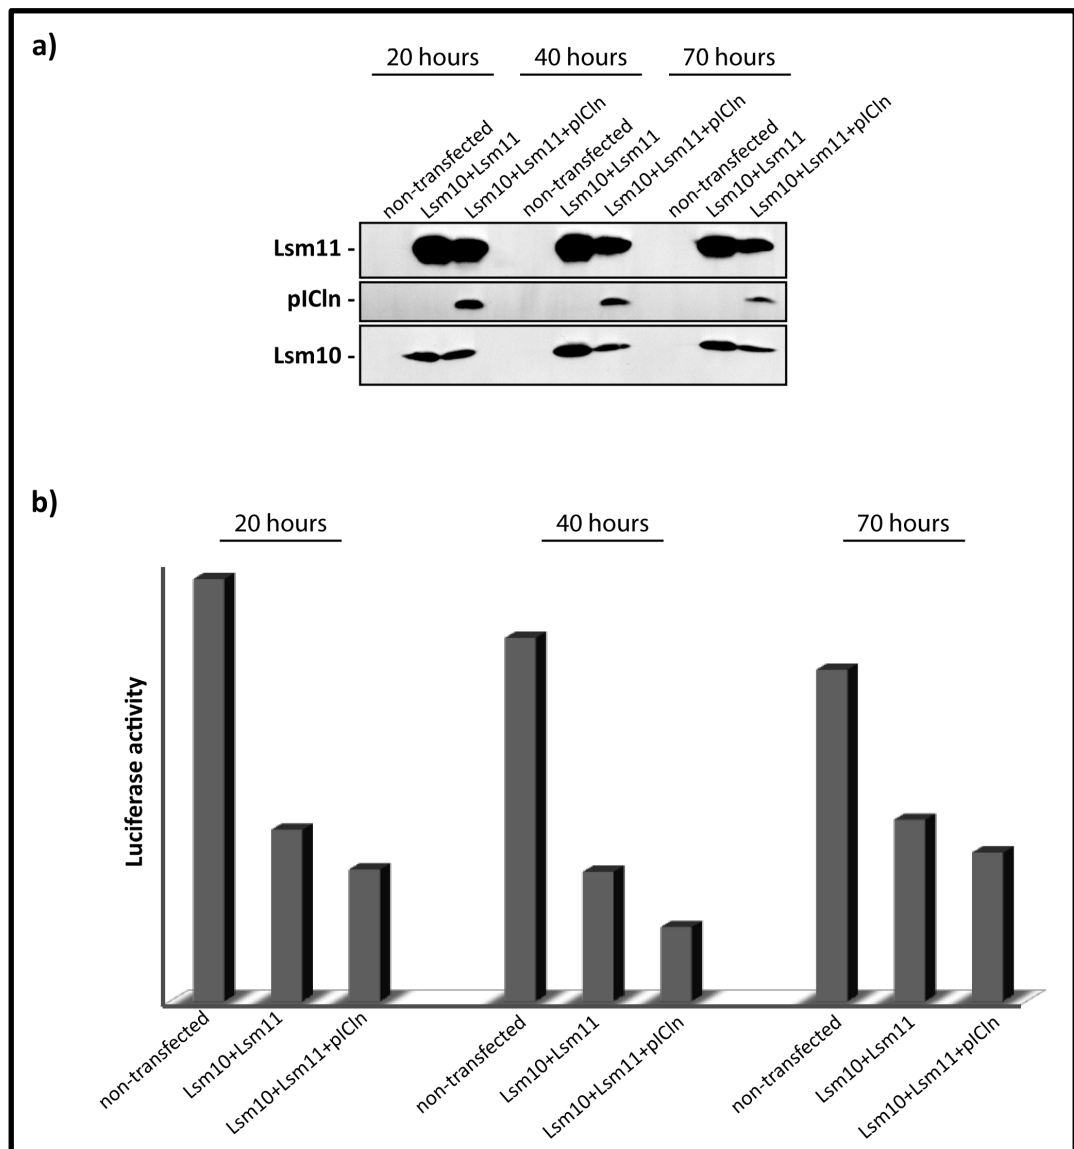 a)
20 hours 40 hours 70 hours
non-transfected
Lsm10+Lsm11
Lsm10+Lsm11+pICln
non-transfected
Lsm10+Lsm11
Lsm10+Lsm11+pICln
non-transfected
Lsm10+Lsm11
Lsm10+Lsm11+pICln
Lsm11 -
pICln -
Lsm10 -
b)
20 hours 40 hours 70 hours
Luciferase activity
non-transfected
Lsm10+Lsm11
Lsm10+Lsm11+pICln
non-transfected
Lsm10+Lsm11
Lsm10+Lsm11+pICln
non-transfected
Lsm10+Lsm11
Lsm10+Lsm11+pICln